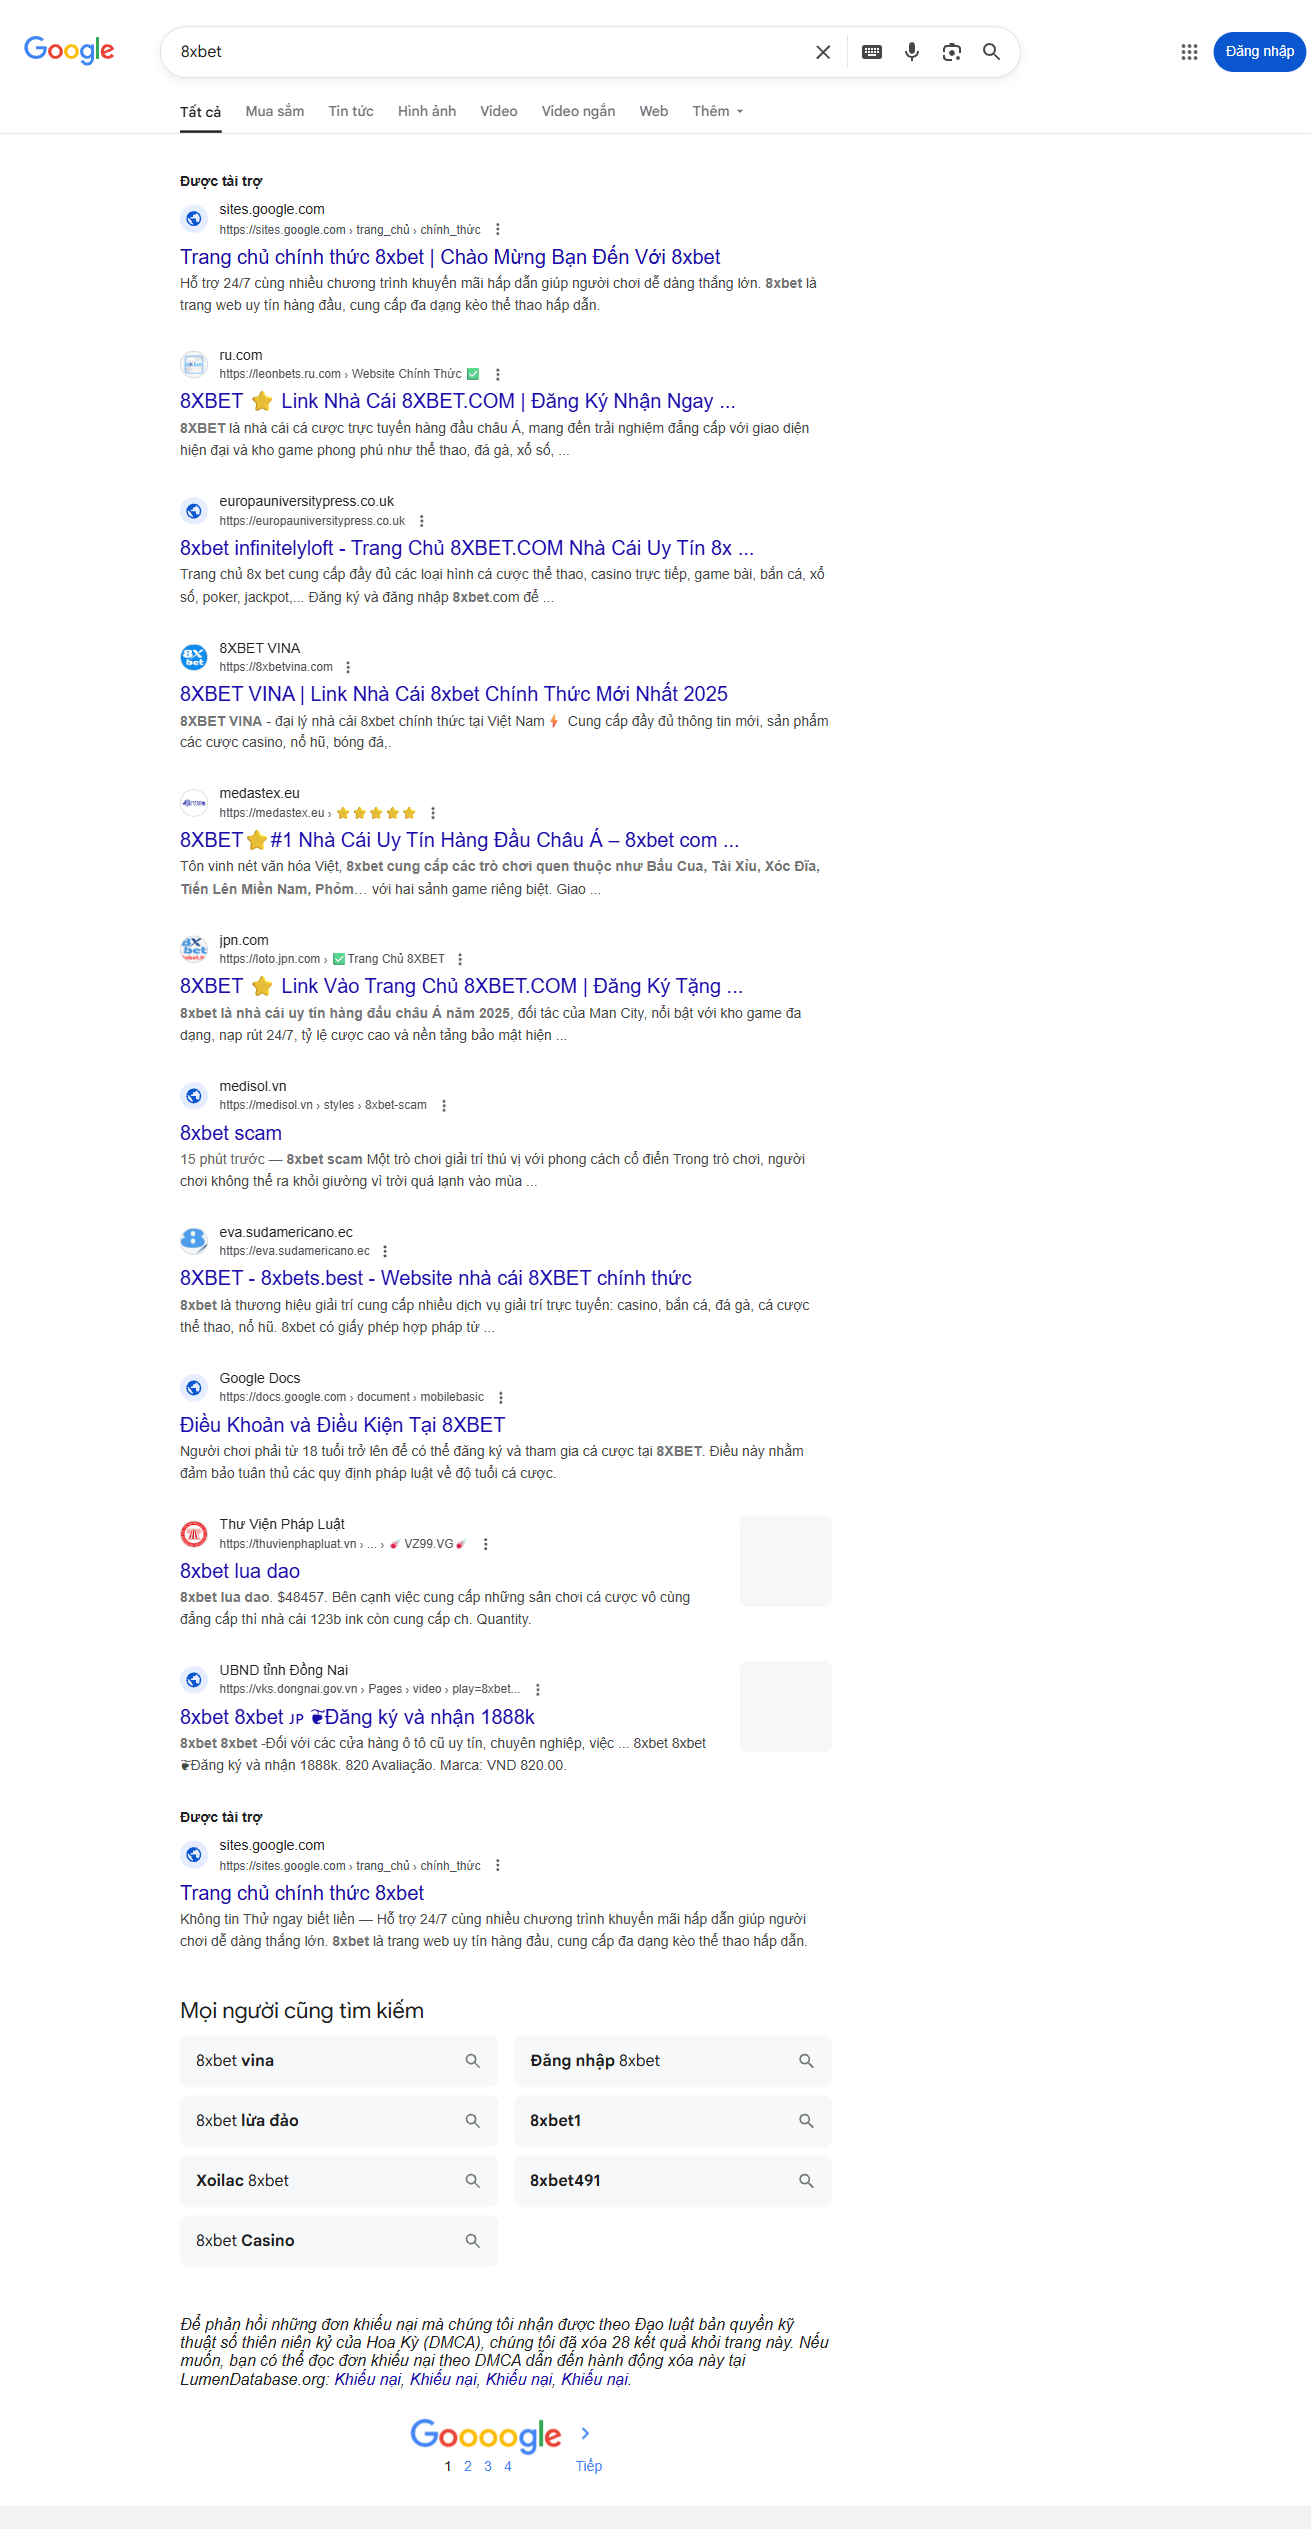 Google
8xbet
Đăng nhập
Tất cả Mua sắm Tin tức Hình ảnh Video Video ngắn Web Thêm
Được tài trợ
sites.google.com
https://sites.google.com › trang_chủ › chính_thức
Trang chủ chính thức 8xbet | Chào Mừng Bạn Đến Với 8xbet
Hỗ trợ 24/7 cùng nhiều chương trình khuyến mãi hấp dẫn giúp người chơi dễ dàng thắng lớn. 8xbet là
trang web uy tín hàng đầu, cung cấp đa dạng kèo thể thao hấp dẫn.
ru.com
https://leonbets.ru.com › Website Chính Thức ✅
8XBET ⭐ Link Nhà Cái 8XBET.COM | Đăng Ký Nhận Ngay ...
8XBET là nhà cái cá cược trực tuyến hàng đầu châu Á, mang đến trải nghiệm đẳng cấp với giao diện
hiện đại và kho game phong phú như thể thao, đá gà, xổ số, ...
europauniversitypress.co.uk
https://europauniversitypress.co.uk
8xbet infinitelyloft - Trang Chủ 8XBET.COM Nhà Cái Uy Tín 8x ...
Trang chủ 8x bet cung cấp đầy đủ các loại hình cá cược thể thao, casino trực tiếp, game bài, bắn cá, xổ
số, poker, jackpot,... Đăng ký và đăng nhập 8xbet.com để ...
8XBET VINA
https://8xbetvina.com
8XBET VINA | Link Nhà Cái 8xbet Chính Thức Mới Nhất 2025
8XBET VINA - đại lý nhà cái 8xbet chính thức tại Việt Nam ⚡ Cung cấp đầy đủ thông tin mới, sản phẩm
các cược casino, nổ hũ, bóng đá,.
medastex.eu
https://medastex.eu › ⭐⭐⭐⭐⭐
8XBET⭐#1 Nhà Cái Uy Tín Hàng Đầu Châu Á – 8xbet com ...
Tôn vinh nét văn hóa Việt, 8xbet cung cấp các trò chơi quen thuộc như Bầu Cua, Tài Xỉu, Xóc Đĩa,
Tiến Lên Miền Nam, Phỏm… với hai sảnh game riêng biệt. Giao ...
jpn.com
https://loto.jpn.com › ✅Trang Chủ 8XBET
8XBET ⭐ Link Vào Trang Chủ 8XBET.COM | Đăng Ký Tặng ...
8xbet là nhà cái uy tín hàng đầu châu Á năm 2025, đối tác của Man City, nổi bật với kho game đa
dạng, nạp rút 24/7, tỷ lệ cược cao và nền tảng bảo mật hiện ...
medisol.vn
https://medisol.vn › styles › 8xbet-scam
8xbet scam
15 phút trước — 8xbet scam Một trò chơi giải trí thú vị với phong cách cổ điển Trong trò chơi, người
chơi không thể ra khỏi giường vì trời quá lạnh vào mùa ...
eva.sudamericano.ec
https://eva.sudamericano.ec
8XBET - 8xbets.best - Website nhà cái 8XBET chính thức
8xbet là thương hiệu giải trí cung cấp nhiều dịch vụ giải trí trực tuyến: casino, bắn cá, đá gà, cá cược
thể thao, nổ hũ. 8xbet có giấy phép hợp pháp từ ...
Google Docs
https://docs.google.com › document › mobilebasic
Điều Khoản và Điều Kiện Tại 8XBET
Người chơi phải từ 18 tuổi trở lên để có thể đăng ký và tham gia cá cược tại 8XBET. Điều này nhằm
đảm bảo tuân thủ các quy định pháp luật về độ tuổi cá cược.
Thư Viện Pháp Luật
https://thuvienphapluat.vn › ... › ☄️ VZ99.VG☄️
8xbet lua dao
8xbet lua dao. $48457. Bên cạnh việc cung cấp những sân chơi cá cược vô cùng
đẳng cấp thì nhà cái 123b ink còn cung cấp ch. Quantity.
UBND tỉnh Đồng Nai
https://vks.dongnai.gov.vn › Pages › video › play=8xbet...
8xbet 8xbet ᴊᴘ ❦Đăng ký và nhận 1888k
8xbet 8xbet -Đối với các cửa hàng ô tô cũ uy tín, chuyên nghiệp, việc ... 8xbet 8xbet
❦Đăng ký và nhận 1888k. 820 Avaliação. Marca: VND 820.00.
Được tài trợ
sites.google.com
https://sites.google.com › trang_chủ › chính_thức
Trang chủ chính thức 8xbet
Không tin Thử ngay biết liền — Hỗ trợ 24/7 cùng nhiều chương trình khuyến mãi hấp dẫn giúp người
chơi dễ dàng thắng lớn. 8xbet là trang web uy tín hàng đầu, cung cấp đa dạng kèo thể thao hấp dẫn.
Mọi người cũng tìm kiếm
8xbet vina
Đăng nhập 8xbet
8xbet lừa đảo
8xbet1
Xoilac 8xbet
8xbet491
8xbet Casino
Để phản hồi những đơn khiếu nại mà chúng tôi nhận được theo Đạo luật bản quyền kỹ
thuật số thiên niên kỷ của Hoa Kỳ (DMCA), chúng tôi đã xóa 28 kết quả khỏi trang này. Nếu
muốn, bạn có thể đọc đơn khiếu nại theo DMCA dẫn đến hành động xóa này tại
LumenDatabase.org: Khiếu nại, Khiếu nại, Khiếu nại, Khiếu nại.
Goooogle
1 2 3 4 Tiếp